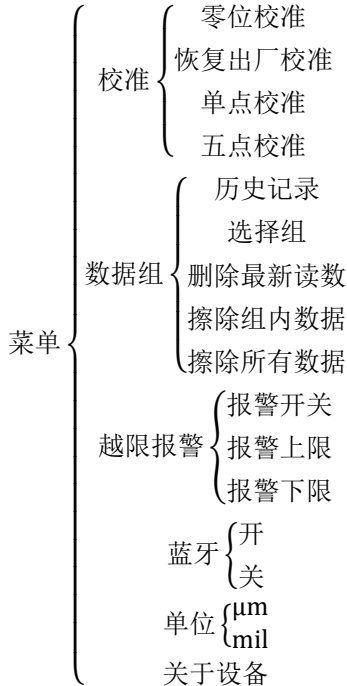 菜单
校准
零位校准
恢复出厂校准
单点校准
五点校准
数据组
历史记录
选择组
删除最新读数
擦除组内数据
擦除所有数据
越限报警
报警开关
报警上限
报警下限
蓝牙
开
关
单位
μm
mil
关于设备